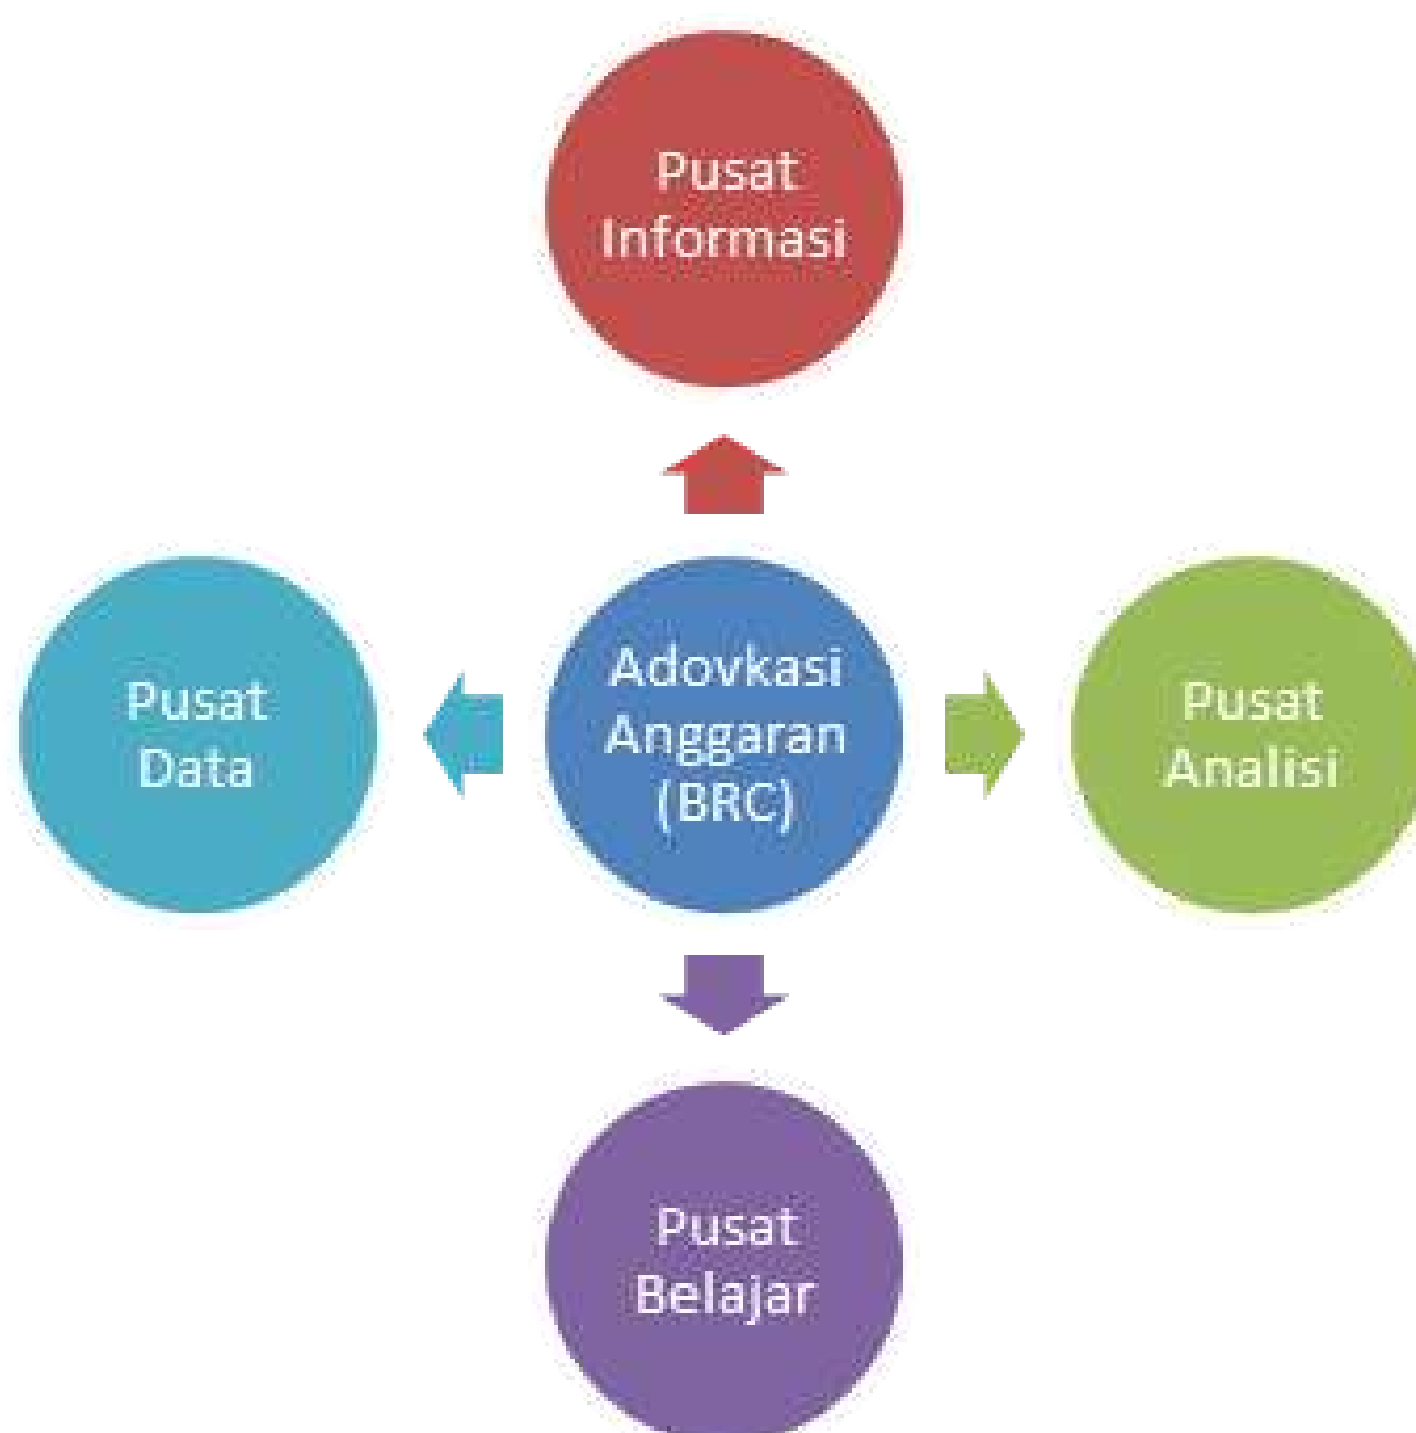 Pusat
Informasi
Pusat
Data
Adovkasi
Anggaran
(BRC)
Pusat
Analisi
Pusat
Belajar